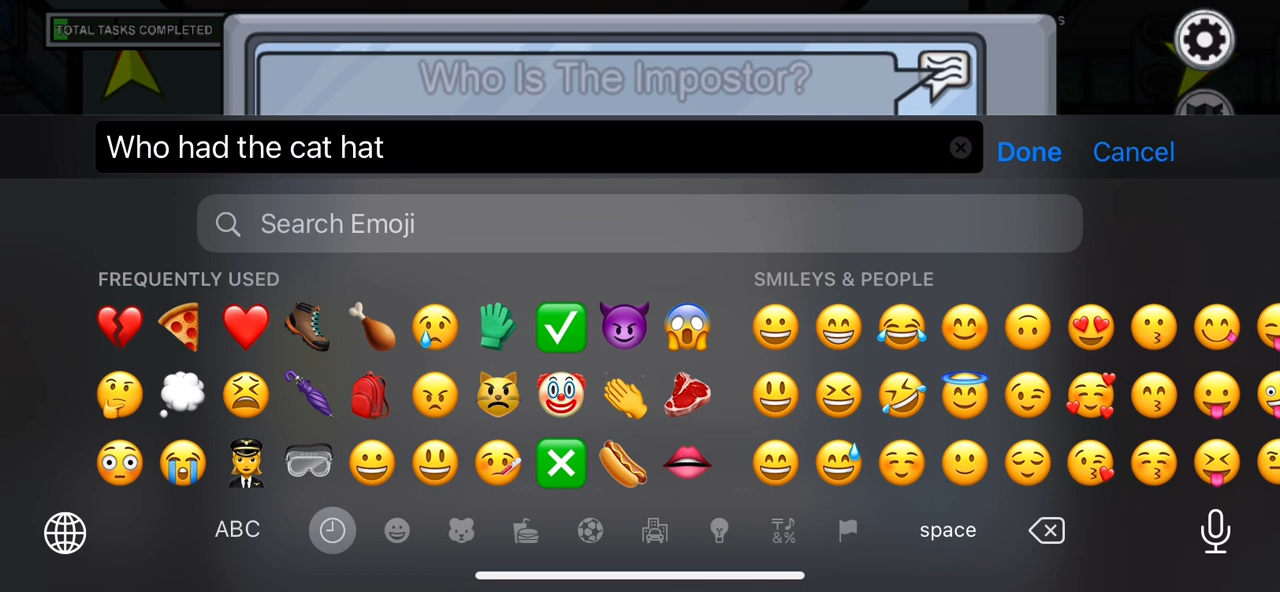 TOTAL TASKS COMPLETED
Who Is The Impostor?
Who had the cat hat
Done
Cancel
Search Emoji
FREQUENTLY USED
SMILEYS & PEOPLE
ABC
space